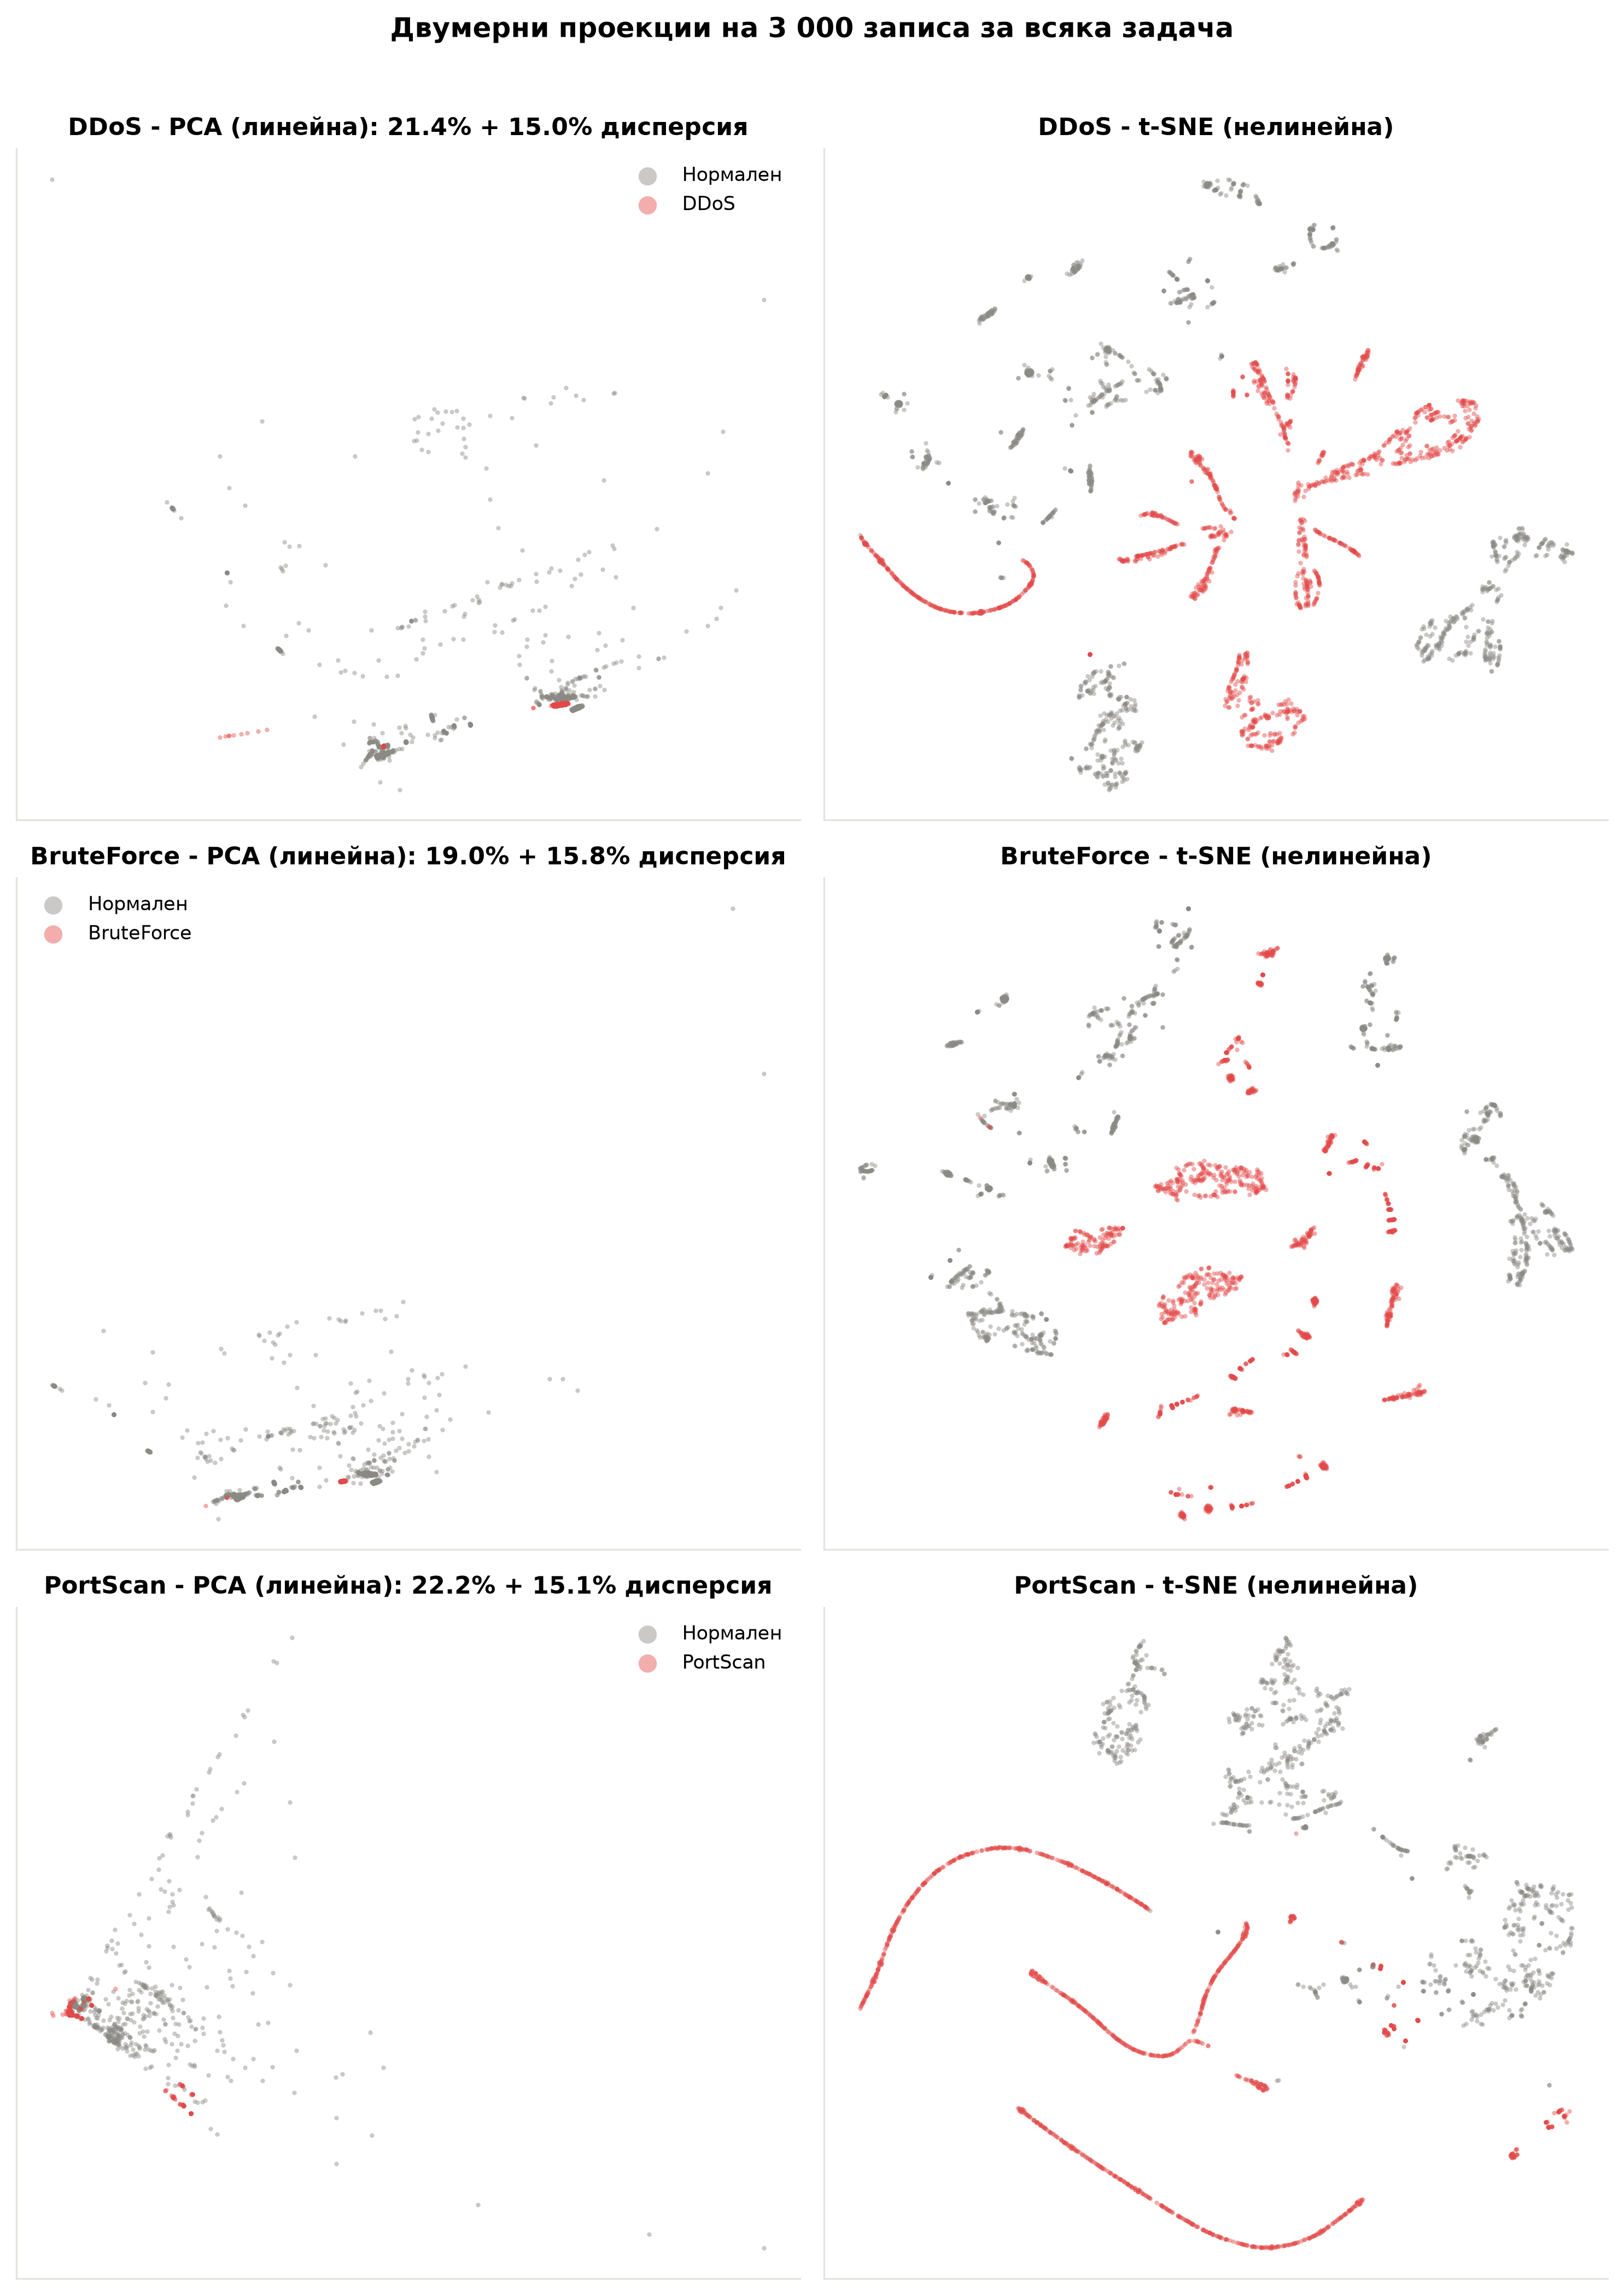 Двумерни проекции на 3 000 записа за всяка задача
DDoS - PCA (линейна): 21.4% + 15.0% дисперсия
Нормален
DDoS
DDoS - t-SNE (нелинейна)
BruteForce - PCA (линейна): 19.0% + 15.8% дисперсия
Нормален
BruteForce
BruteForce - t-SNE (нелинейна)
PortScan - PCA (линейна): 22.2% + 15.1% дисперсия
Нормален
PortScan
PortScan - t-SNE (нелинейна)